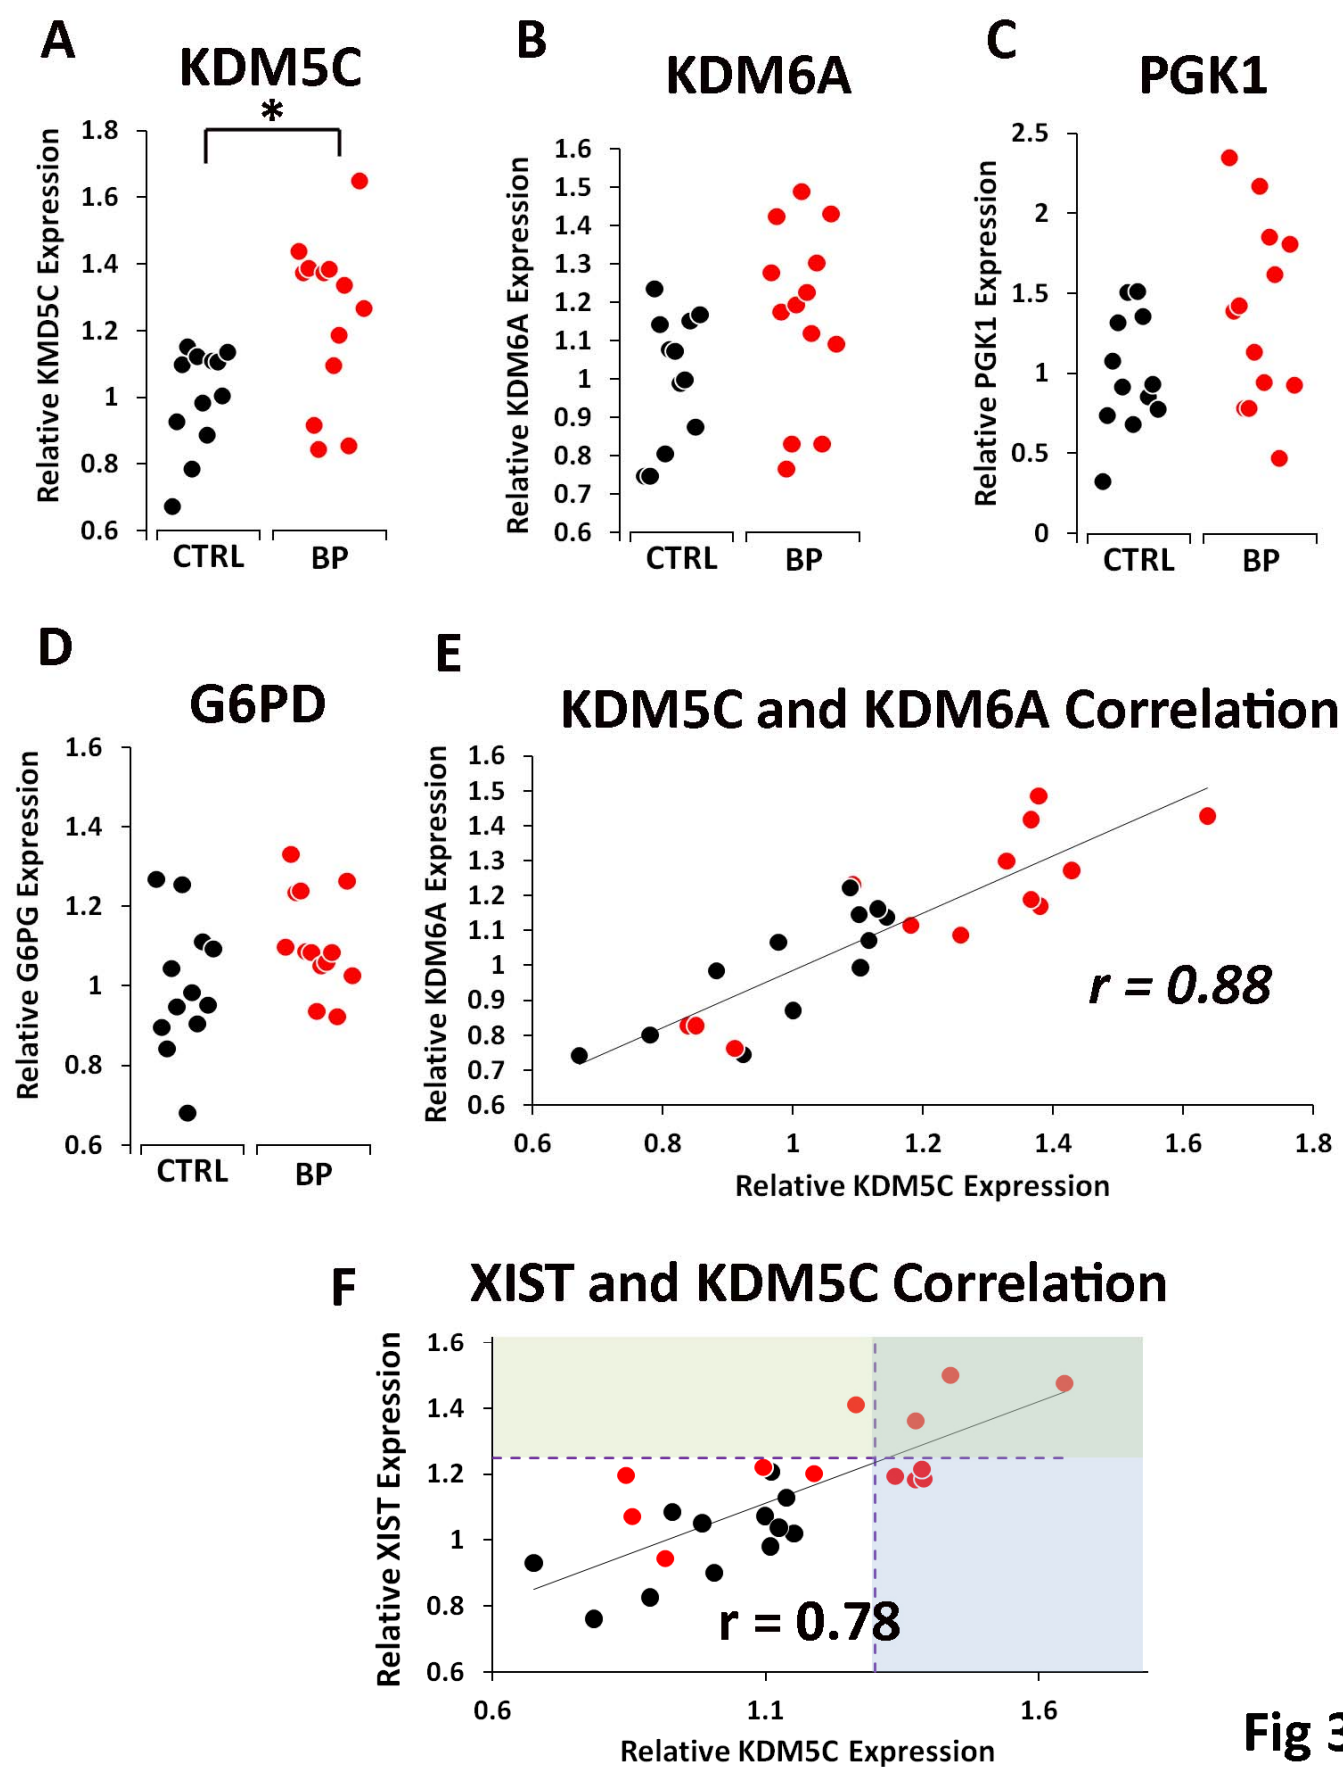 A
KDM5C
*
Relative KMD5C Expression
1.8
1.6
1.4
1.2
1
0.8
0.6
CTRL
BP
B
KDM6A
Relative KDM6A Expression
1.6
1.5
1.4
1.3
1.2
1.1
1
0.9
0.8
0.7
0.6
CTRL
BP
C
PGK1
Relative PGK1 Expression
2.5
2
1.5
1
0.5
0
CTRL
BP
D
G6PD
Relative G6PG Expression
1.6
1.4
1.2
1
0.8
0.6
CTRL
BP
E
KDM5C and KDM6A Correlation
Relative KDM6A Expression
1.6
1.5
1.4
1.3
1.2
1.1
1
0.9
0.8
0.7
0.6
r = 0.88
0.6 0.8 1 1.2 1.4 1.6 1.8
Relative KDM5C Expression
F
XIST and KDM5C Correlation
Relative XIST Expression
1.6
1.4
1.2
1
0.8
0.6
r = 0.78
0.6 1.1 1.6
Relative KDM5C Expression
Fig 3